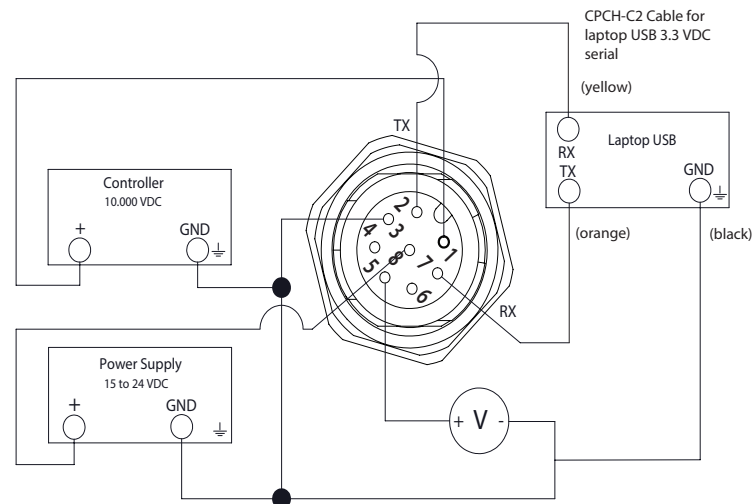 CPCH-C2 Cable for
laptop USB 3.3 VDC
serial
(yellow)
TX
Laptop USB
RX
TX
GND
(orange)
(black)
Controller
10.000 VDC
+
GND
1
2
3
4
5
6
7
8
RX
Power Supply
15 to 24 VDC
+
GND
+ V -